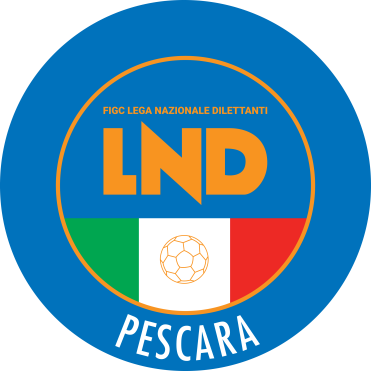 FIGC LEGA NAZIONALE DILETTANTI
LND
PESCARA